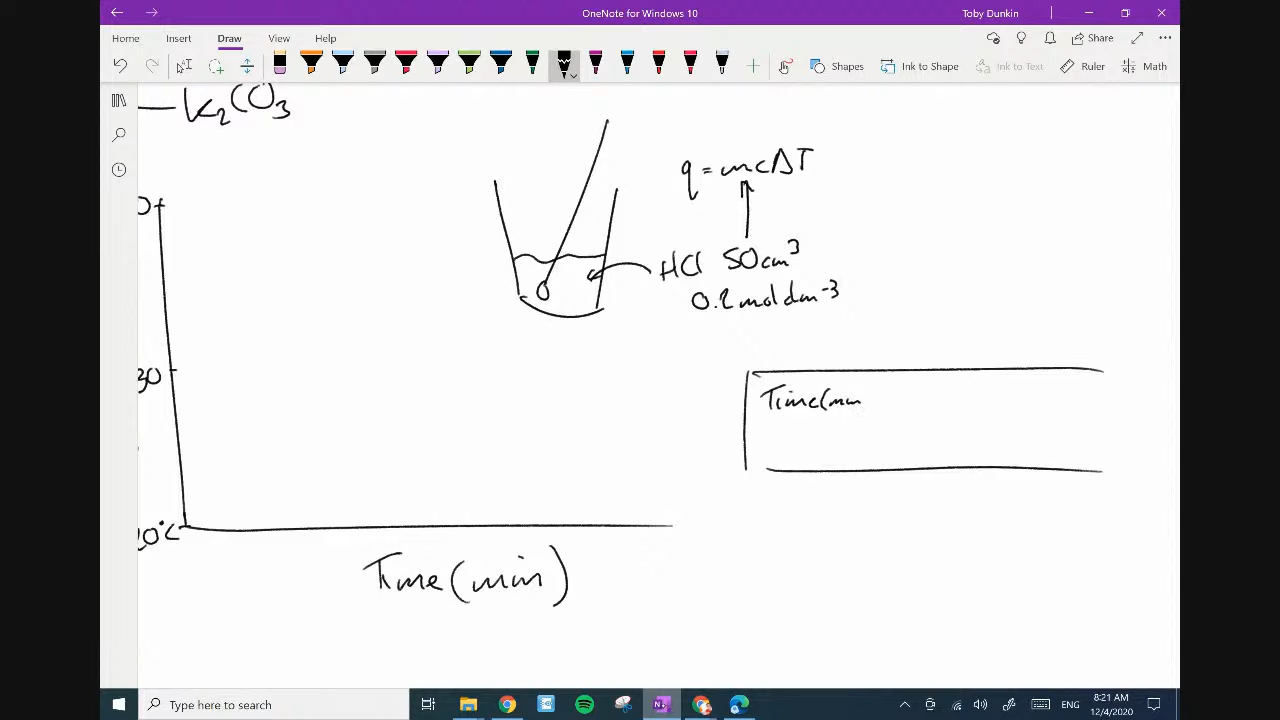 OneNote for Windows 10
Toby Dunkin
Home Insert Draw View Help
Share
Shapes Ink to Shape Ink to Text Ruler Math
K₂CO₃
q = mcΔT
HCl 50cm³
0.2 mol dm⁻³
30
Time (min
0°C
Time (min)
Type here to search
ENG
8:21 AM
12/4/2020